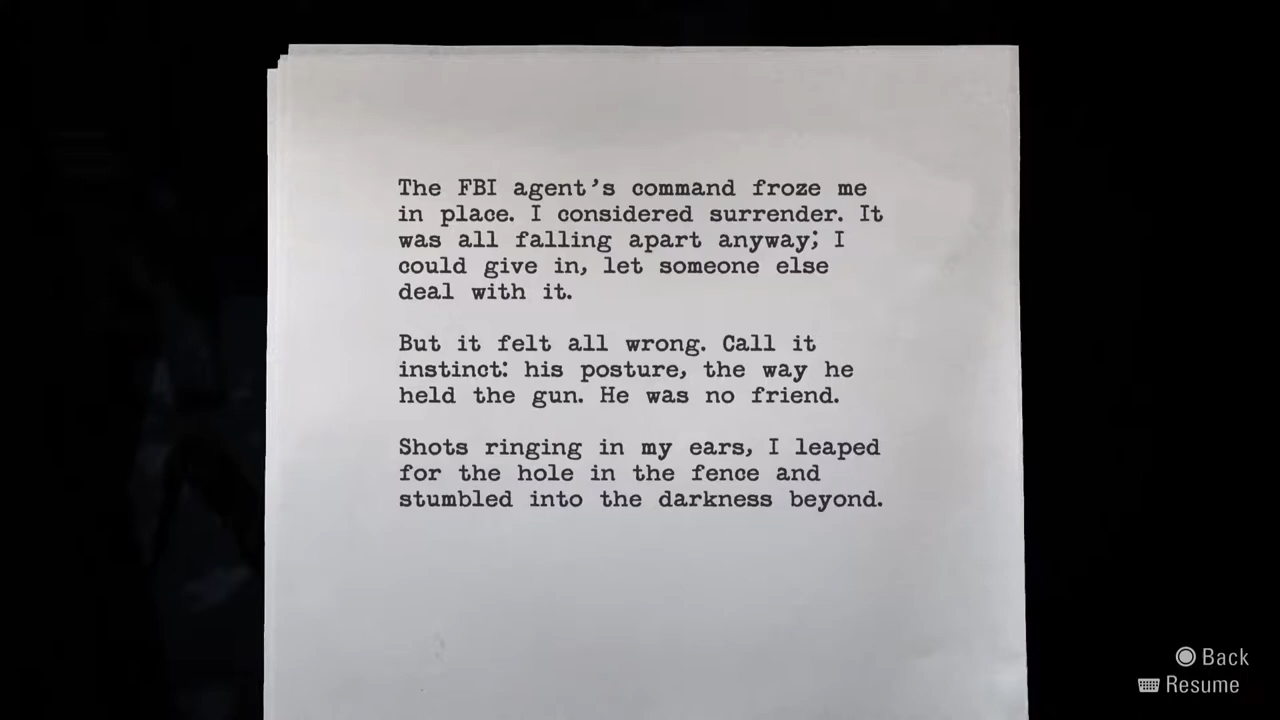 The FBI agent's command froze me
in place. I considered surrender. It
was all falling apart anyway; I
could give in, let someone else
deal with it.
But it felt all wrong. Call it
instinct: his posture, the way he
held the gun. He was no friend.
Shots ringing in my ears, I leaped
for the hole in the fence and
stumbled into the darkness beyond.
Back
Resume